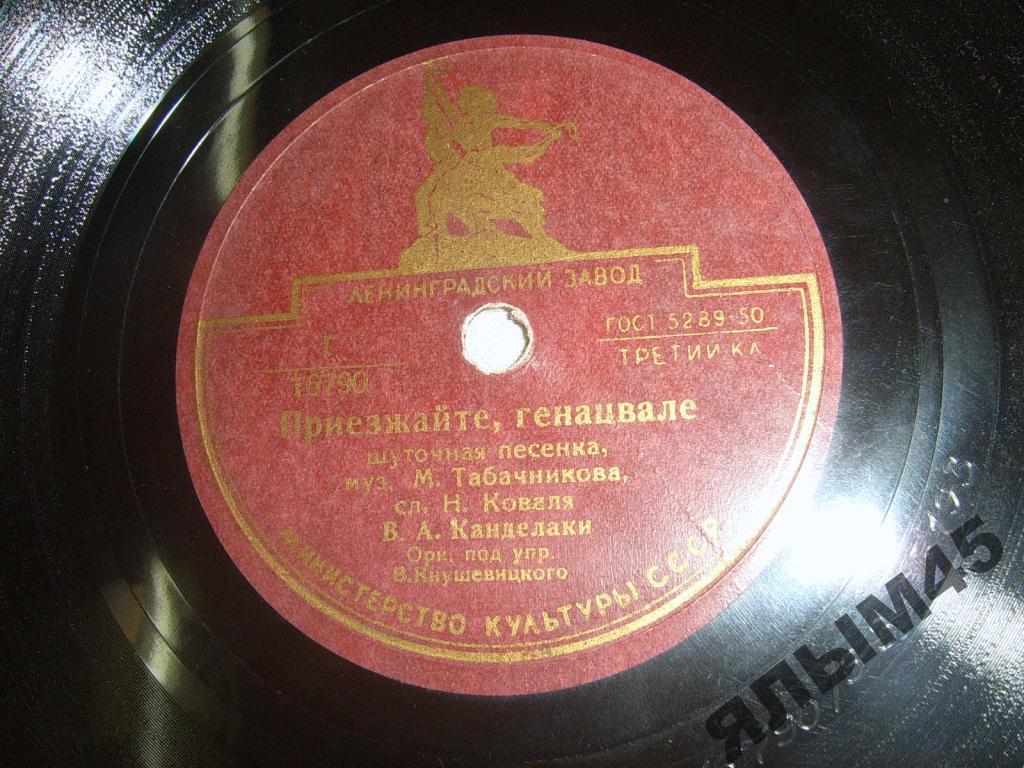 ЛЕНИНГРАДСКИЙ ЗАВОД
ГОСТ 5289-50
ТРЕТИЙ КЛ
Г
16790
Приезжайте, генацвале
шуточная песенка,
муз. М. Табачникова,
сл. Н. Коваля
В. А. Канделаки
Орк. под упр.
В. Кнушевицкого
МИНИСТЕРСТВО КУЛЬТУРЫ СССР
ЯЛЫМ45